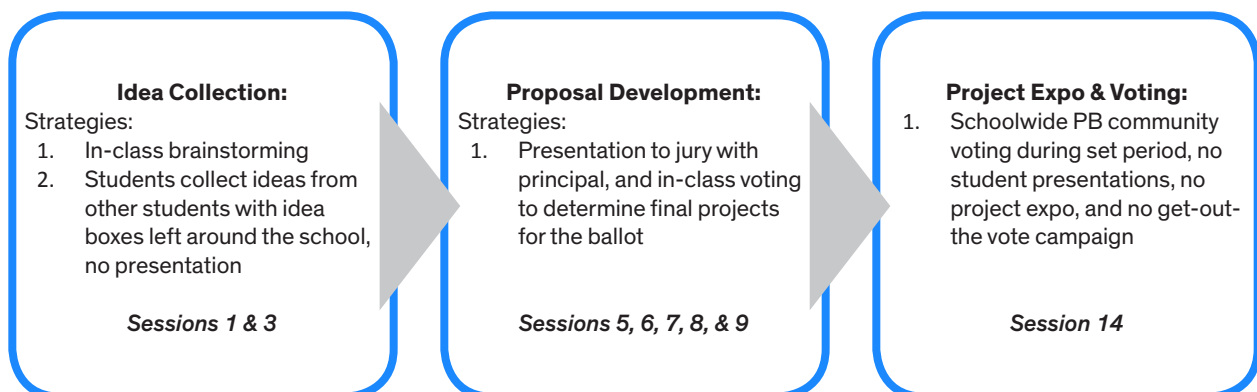 Idea Collection:
Strategies:
1. In-class brainstorming
2. Students collect ideas from
other students with idea
boxes left around the school,
no presentation
Sessions 1 & 3
Proposal Development:
Strategies:
1. Presentation to jury with
principal, and in-class voting
to determine final projects
for the ballot
Sessions 5, 6, 7, 8, & 9
Project Expo & Voting:
1. Schoolwide PB community
voting during set period, no
student presentations, no
project expo, and no get-out-
the vote campaign
Session 14